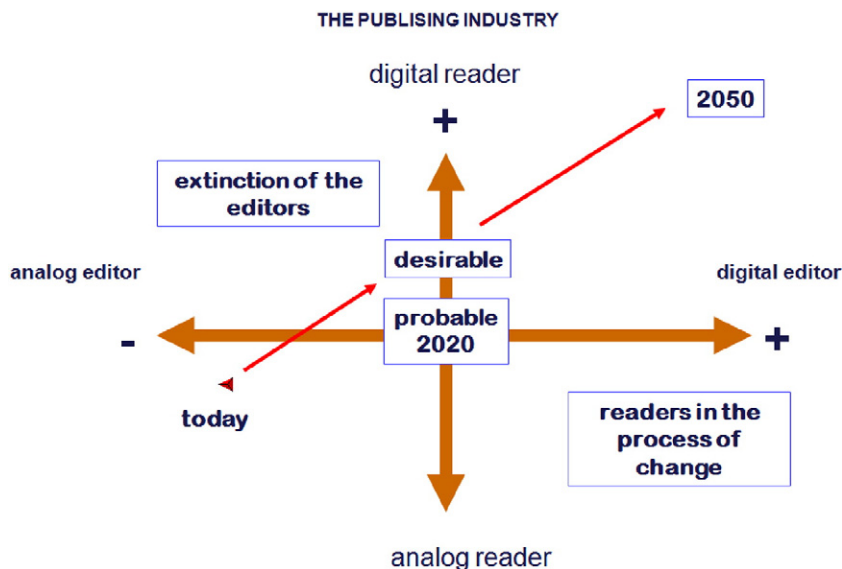 THE PUBLISING INDUSTRY
digital reader
+
2050
extinction of the
editors
analog editor
desirable
digital editor
probable
2020
-
+
today
readers in the
process of
change
analog reader